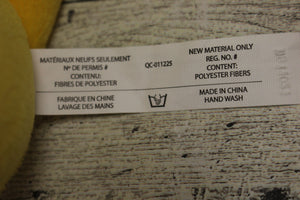 MATÉRIAUX NEUFS SEULEMENT
Nº DE PERMIS #
CONTENU:
FIBRES DE POLYESTER
QC-011225
NEW MATERIAL ONLY
REG. NO. #
CONTENT:
POLYESTER FIBERS
FABRIQUE EN CHINE
LAVAGE DES MAINS
MADE IN CHINA
HAND WASH